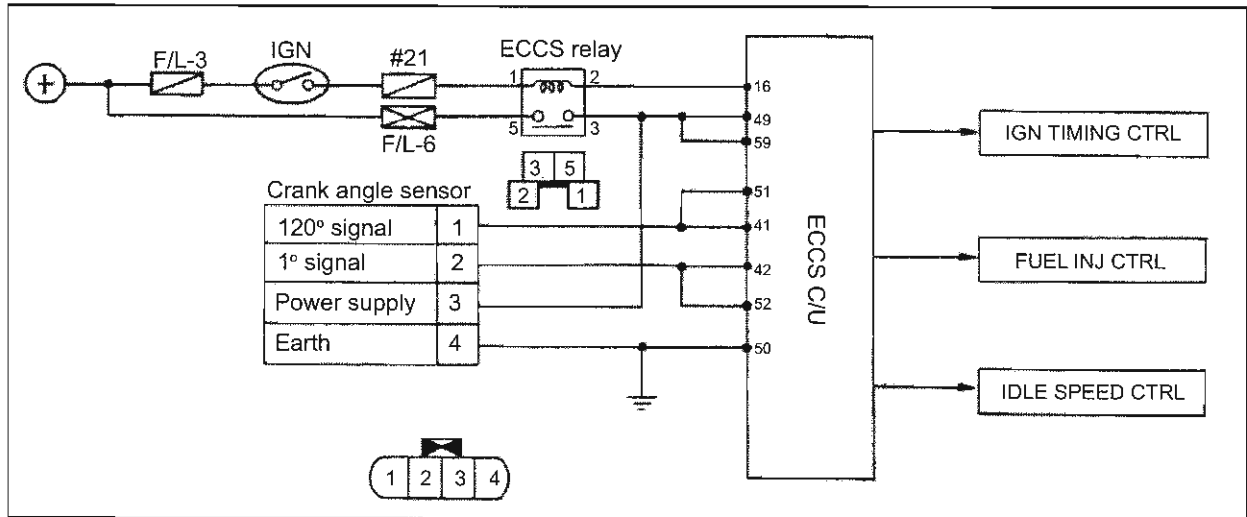 F/L-3
IGN
#21
ECCS relay
+
1
2
16
5
3
49
F/L-6
59
IGN TIMING CTRL
3 5
2 1
Crank angle sensor
51
120° signal 1
41
1° signal 2
42
FUEL INJ CTRL
Power supply 3
52
Earth 4
50
ECCS C/U
IDLE SPEED CTRL
1 2 3 4